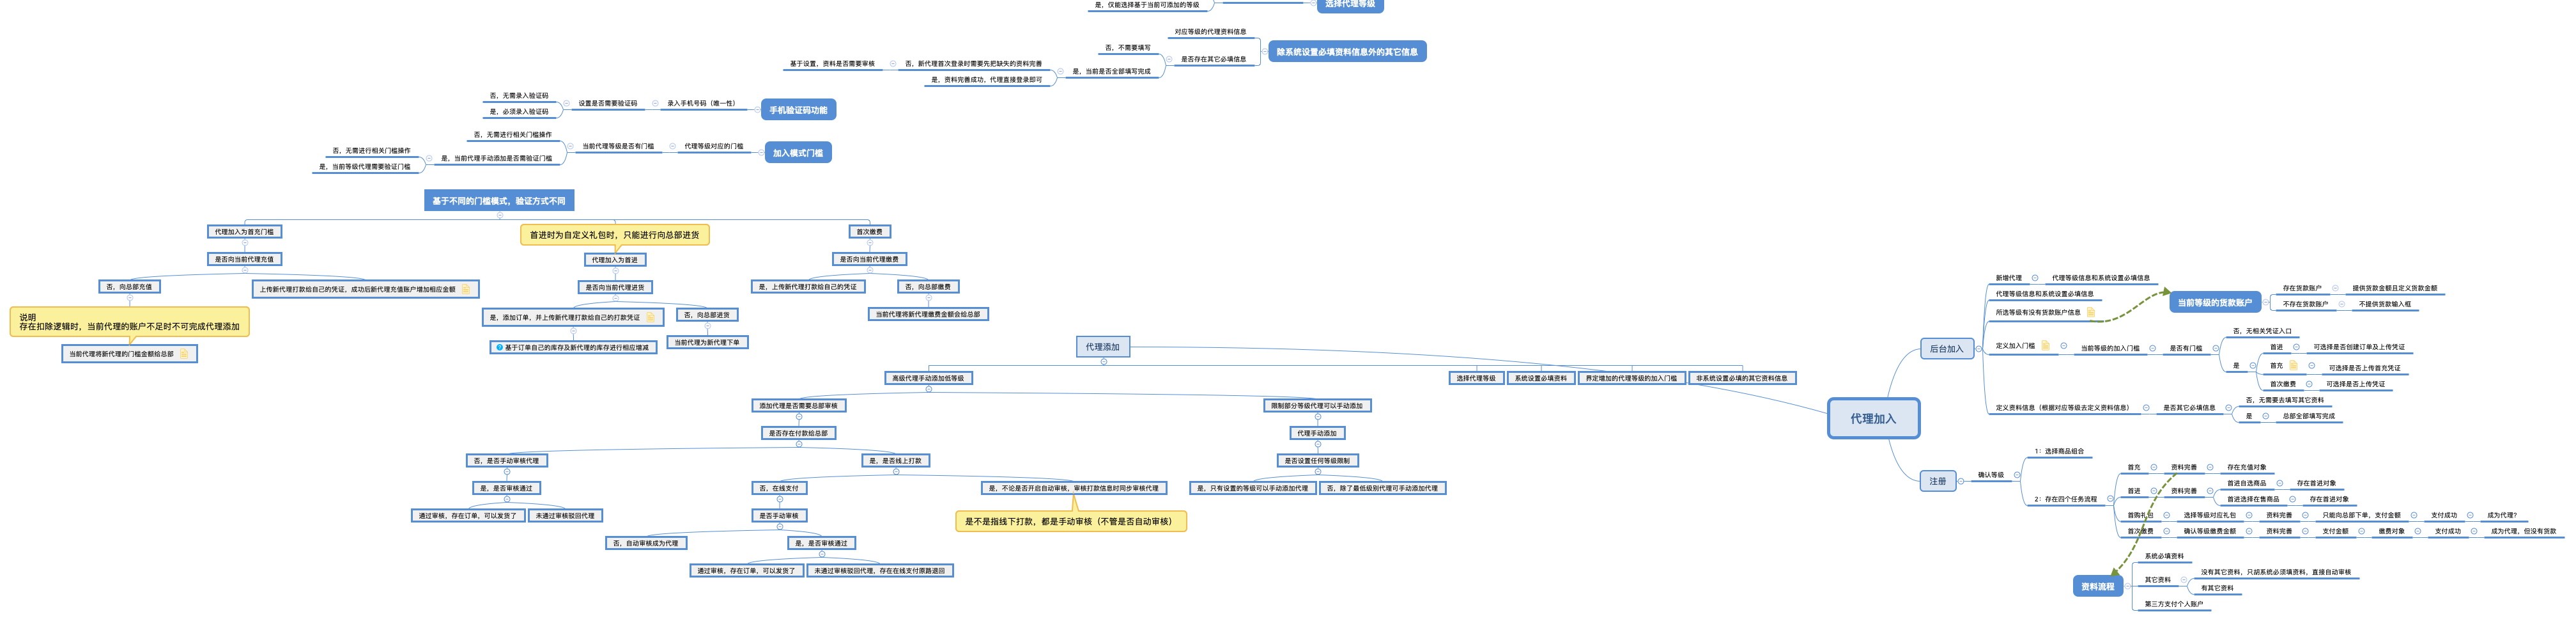 是，仅能选择基于当前可添加的等级
选择代理等级
对应等级的代理资料信息
除系统设置必填资料信息外的其它信息
否，不需要填写
是否存在其它必填信息
基于设置，资料是否需要审核
否，新代理首次登录时需要先把缺失的资料完善
是，当前是否全部填写完成
是，资料完善成功，代理直接登录即可
否，无需录入验证码
设置是否需要验证码
录入手机号码（唯一性）
手机验证码功能
是，必须录入验证码
否，无需进行相关门槛操作
当前代理等级是否有门槛
代理等级对应的门槛
加入模式门槛
否，无需进行相关门槛操作
是，当前代理手动添加是否需验证门槛
是，当前等级代理需要验证门槛
基于不同的门槛模式，验证方式不同
代理加入为首充门槛
首进时为自定义礼包时，只能进行向总部进货
首次缴费
是否向当前代理充值
代理加入为首进
是否向当前代理缴费
否，向总部充值
上传新代理打款给自己的凭证，成功后新代理充值账户增加相应金额
是否向当前代理进货
是，上传新代理打款给自己的凭证
否，向总部缴费
说明
存在扣除逻辑时，当前代理的账户不足时不可完成代理添加
是，添加订单，并上传新代理打款给自己的打款凭证
否，向总部进货
当前代理将新代理缴费金额会给总部
当前代理将新代理的门槛金额给总部
基于订单自己的库存及新代理的库存进行相应增减
当前代理为新代理下单
代理添加
高级代理手动添加低等级
选择代理等级
系统设置必填资料
界定增加的代理等级的加入门槛
非系统设置必填的其它资料信息
添加代理是否需要总部审核
限制部分等级代理可以手动添加
是否存在付款给总部
代理手动添加
否，是否手动审核代理
是，是否线上打款
是否设置任何等级限制
是，是否审核通过
否，在线支付
是，不论是否开启自动审核，审核打款信息时同步审核代理
是，只有设置的等级可以手动添加代理
否，除了最低级别代理可手动添加代理
通过审核，存在订单，可以发货了
未通过审核驳回代理
是否手动审核
是不是指线下打款，都是手动审核（不管是否自动审核）
否，自动审核成为代理
是，是否审核通过
通过审核，存在订单，可以发货了
未通过审核驳回代理，存在在线支付原路退回
代理加入
后台加入
新增代理
代理等级信息和系统设置必填信息
代理等级信息和系统设置必填信息
所选等级有没有货款账户信息
当前等级的货款账户
存在货款账户
提供货款金额且定义货款金额
不存在货款账户
不提供货款输入框
定义加入门槛
当前等级的加入门槛
是否有门槛
否，无相关凭证入口
是
首进
可选择是否创建订单及上传凭证
首充
可选择是否上传首充凭证
首次缴费
可选择是否上传凭证
定义资料信息（根据对应等级去定义资料信息）
是否其它必填信息
否，无需要去填写其它资料
是
总部全部填写完成
注册
确认等级
1：选择商品组合
2：存在四个任务流程
首充
资料完善
存在充值对象
首进
资料完善
首进自选商品
存在首进对象
首进选择在售商品
存在首进对象
首购礼包
选择等级对应礼包
资料完善
只能向总部下单，支付金额
支付成功
成为代理？
首次缴费
确认等级缴费金额
资料完善
支付金额
缴费对象
支付成功
成为代理，但没有货款
资料流程
系统必填资料
其它资料
没有其它资料，只胡系统必须填资料，直接自动审核
有其它资料
第三方支付个人账户